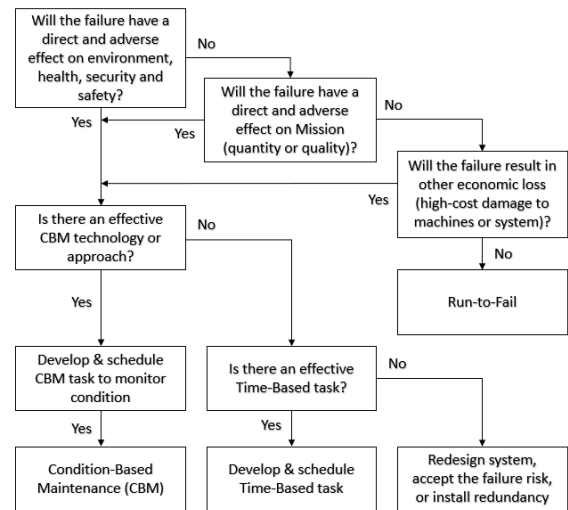 Will the failure have a
direct and adverse
effect on environment,
health, security and
safety?
No
Will the failure have a
direct and adverse
effect on Mission
(quantity or quality)?
No
Yes
Yes
Will the failure result in
other economic loss
(high-cost damage to
machines or system)?
Yes
Is there an effective
CBM technology or
approach?
No
No
Run-to-Fail
Yes
Develop & schedule
CBM task to monitor
condition
Is there an effective
Time-Based task?
No
Yes
Yes
Condition-Based
Maintenance (CBM)
Develop & schedule
Time-Based task
Redesign system,
accept the failure risk,
or install redundancy